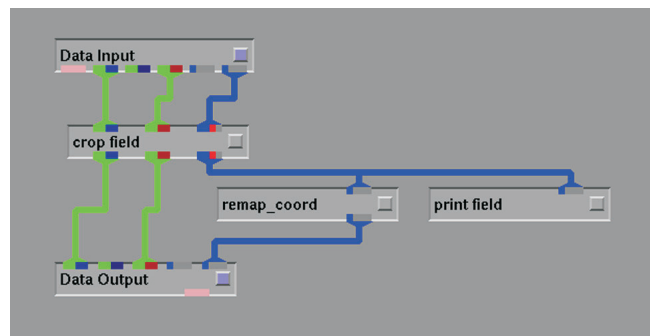 Data Input
crop field
remap_coord
print field
Data Output